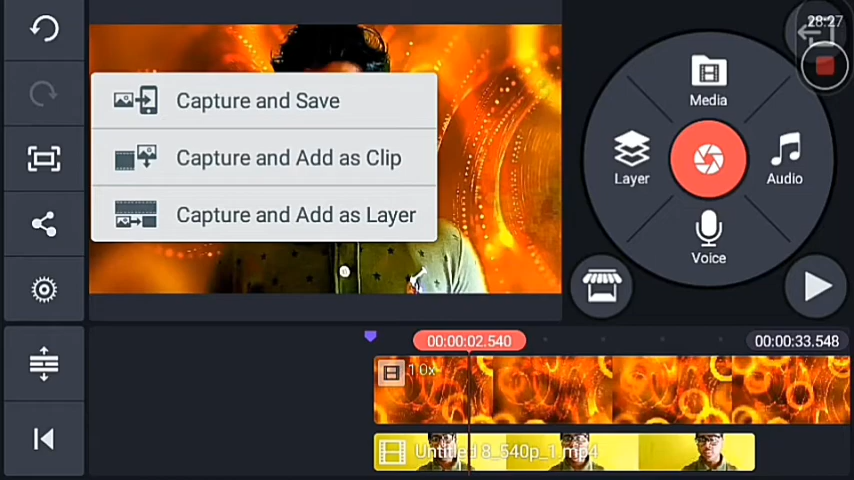 28:27
Capture and Save
Capture and Add as Clip
Capture and Add as Layer
Media
Layer
Audio
Voice
00:00:02.540
00:00:33.548
1.0x
Untitled 8_540p_1.mp4